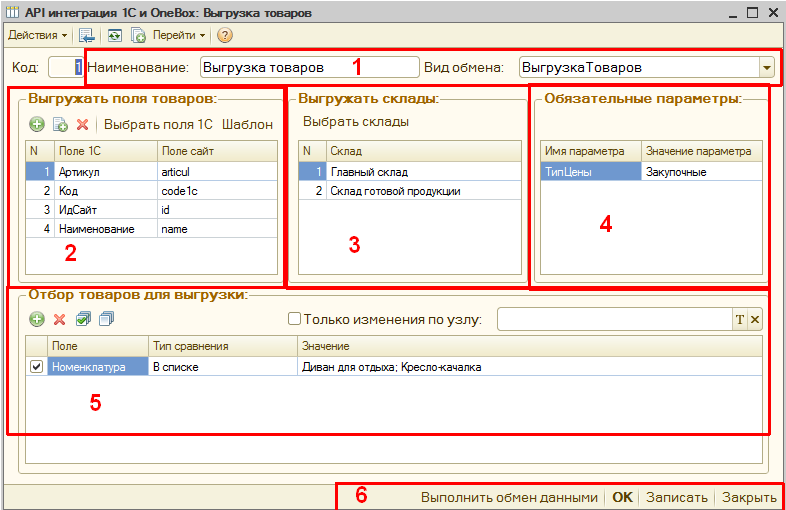 API интеграция 1С и OneBox: Выгрузка товаров
Действия Перейти ?
Код: 1 Наименование: Выгрузка товаров 1 Вид обмена: ВыгрузкаТоваров
Выгружать поля товаров:
Выбрать поля 1С Шаблон
N Поле 1С Поле сайт
1 Артикул articul
2 Код code1c
3 ИдСайт id
4 Наименование name
2
Выгружать склады:
Выбрать склады
N Склад
1 Главный склад
2 Склад готовой продукции
3
Обязательные параметры:
Имя параметра Значение параметра
ТипЦены Закупочные
4
Отбор товаров для выгрузки:
Только изменения по узлу: T
Поле Тип сравнения Значение
Номенклатура В списке Диван для отдыха; Кресло-качалка
5
6 Выполнить обмен данными OK Записать Закрыть